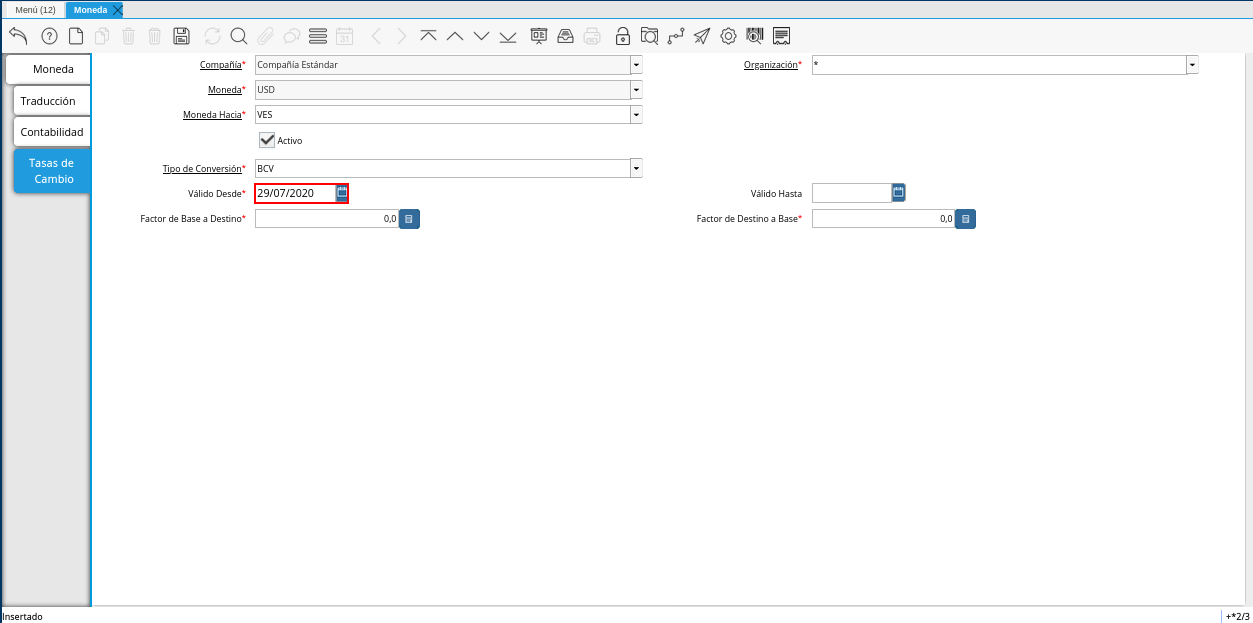 Menú (12) Moneda
31
Moneda
Traducción
Contabilidad
Tasas de
Cambio
Compañía* Compañía Estándar Organización* *
Moneda* USD
Moneda Hacia* VES
Activo
Tipo de Conversión* BCV
Válido Desde* 29/07/2020 Válido Hasta
Factor de Base a Destino* 0,0 Factor de Destino a Base* 0,0
Insertado +*2/3